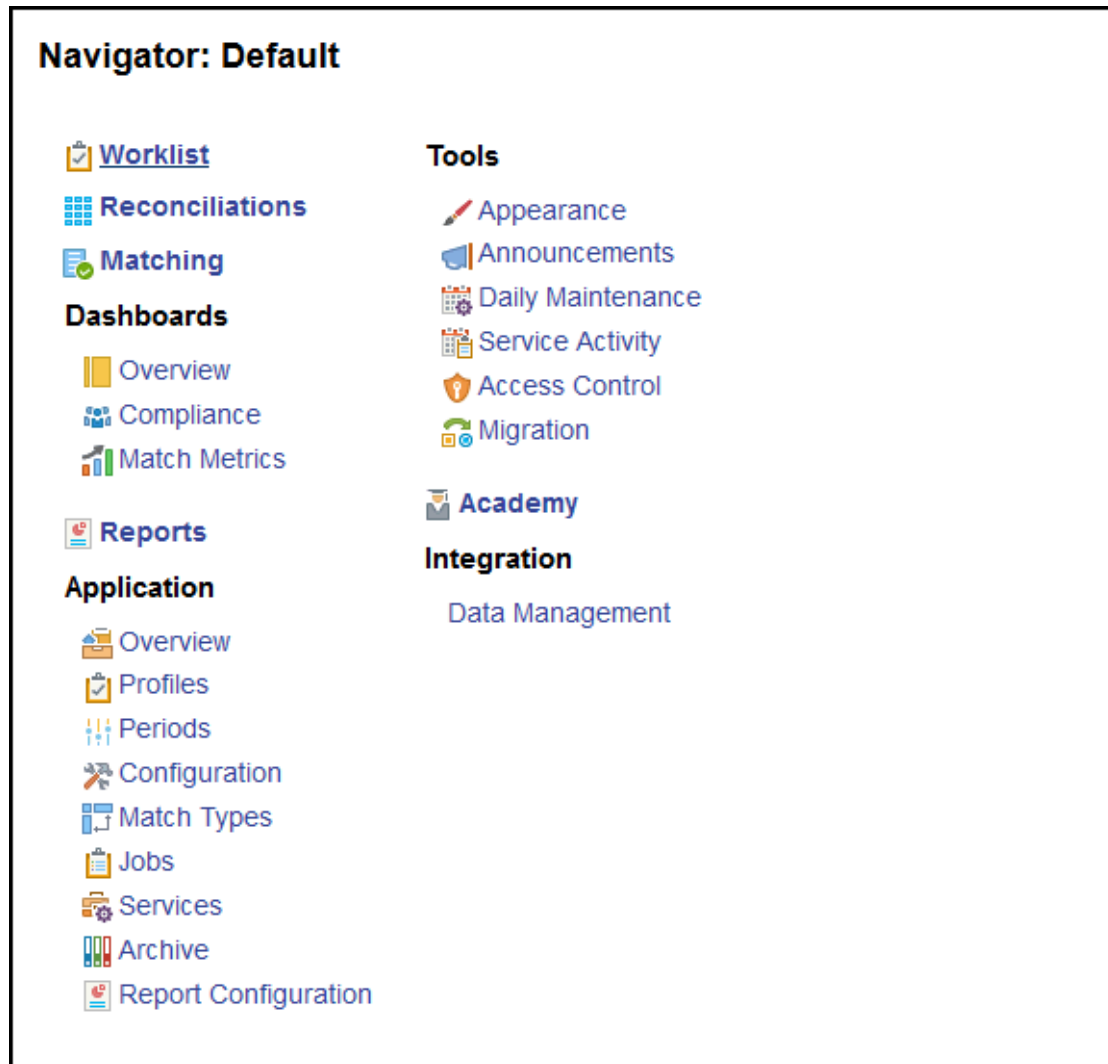 Navigator: Default
Worklist
Reconciliations
Matching
Dashboards
Overview
Compliance
Match Metrics
Reports
Application
Overview
Profiles
Periods
Configuration
Match Types
Jobs
Services
Archive
Report Configuration
Tools
Appearance
Announcements
Daily Maintenance
Service Activity
Access Control
Migration
Academy
Integration
Data Management